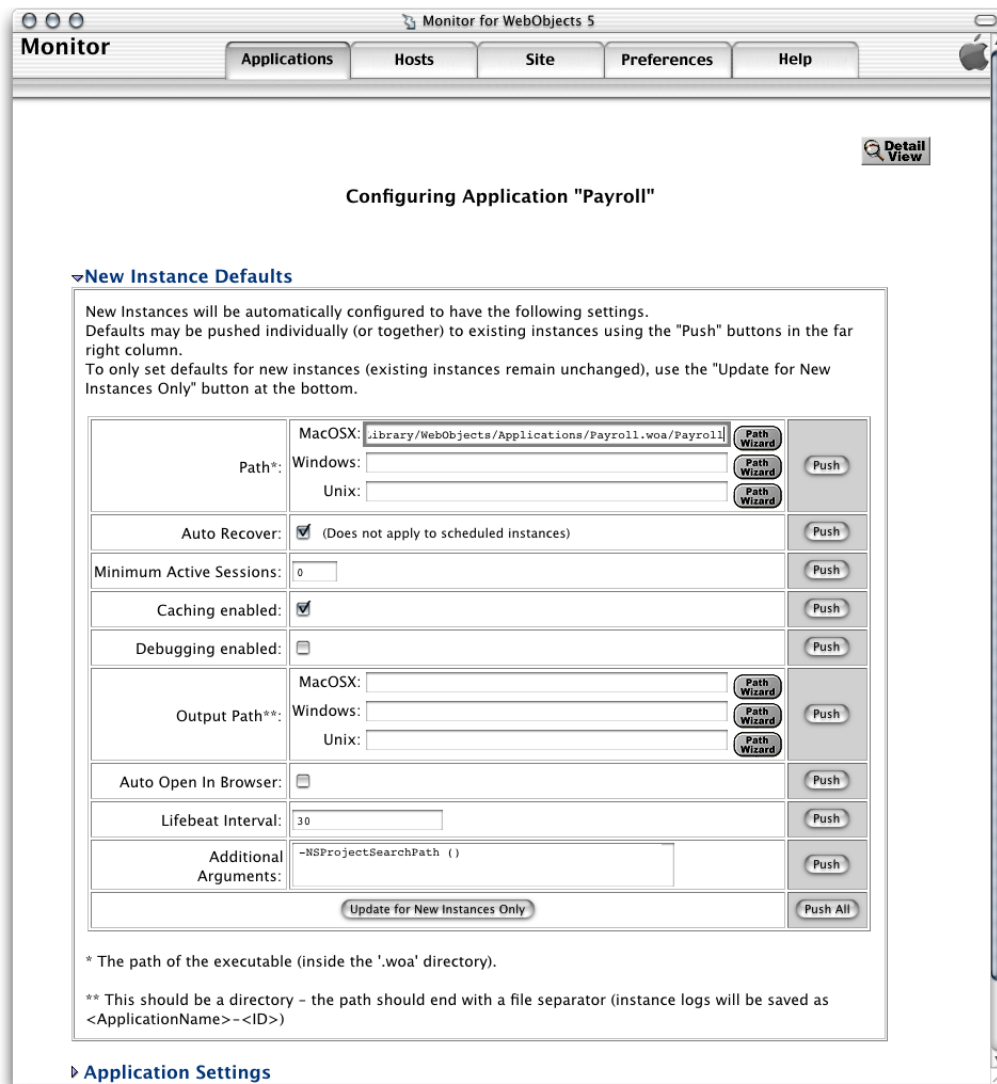 Monitor for WebObjects 5
Monitor
Applications
Hosts
Site
Preferences
Help
Detail
View
Configuring Application "Payroll"
New Instance Defaults
New Instances will be automatically configured to have the following settings.
Defaults may be pushed individually (or together) to existing instances using the "Push" buttons in the far
right column.
To only set defaults for new instances (existing instances remain unchanged), use the "Update for New
Instances Only" button at the bottom.
Path*:
MacOSX: Library/WebObjects/Applications/Payroll.woa/Payroll Path Wizard
Windows: Path Wizard
Unix: Path Wizard
Push
Auto Recover: (Does not apply to scheduled instances) Push
Minimum Active Sessions: 0 Push
Caching enabled: Push
Debugging enabled: Push
Output Path**:
MacOSX: Path Wizard
Windows: Path Wizard
Unix: Path Wizard
Push
Auto Open In Browser: Push
Lifebeat Interval: 30 Push
Additional
Arguments:
-NSProjectSearchPath ()
Push
Update for New Instances Only Push All
* The path of the executable (inside the '.woa' directory).
** This should be a directory – the path should end with a file separator (instance logs will be saved as
<ApplicationName>-<ID>)
Application Settings